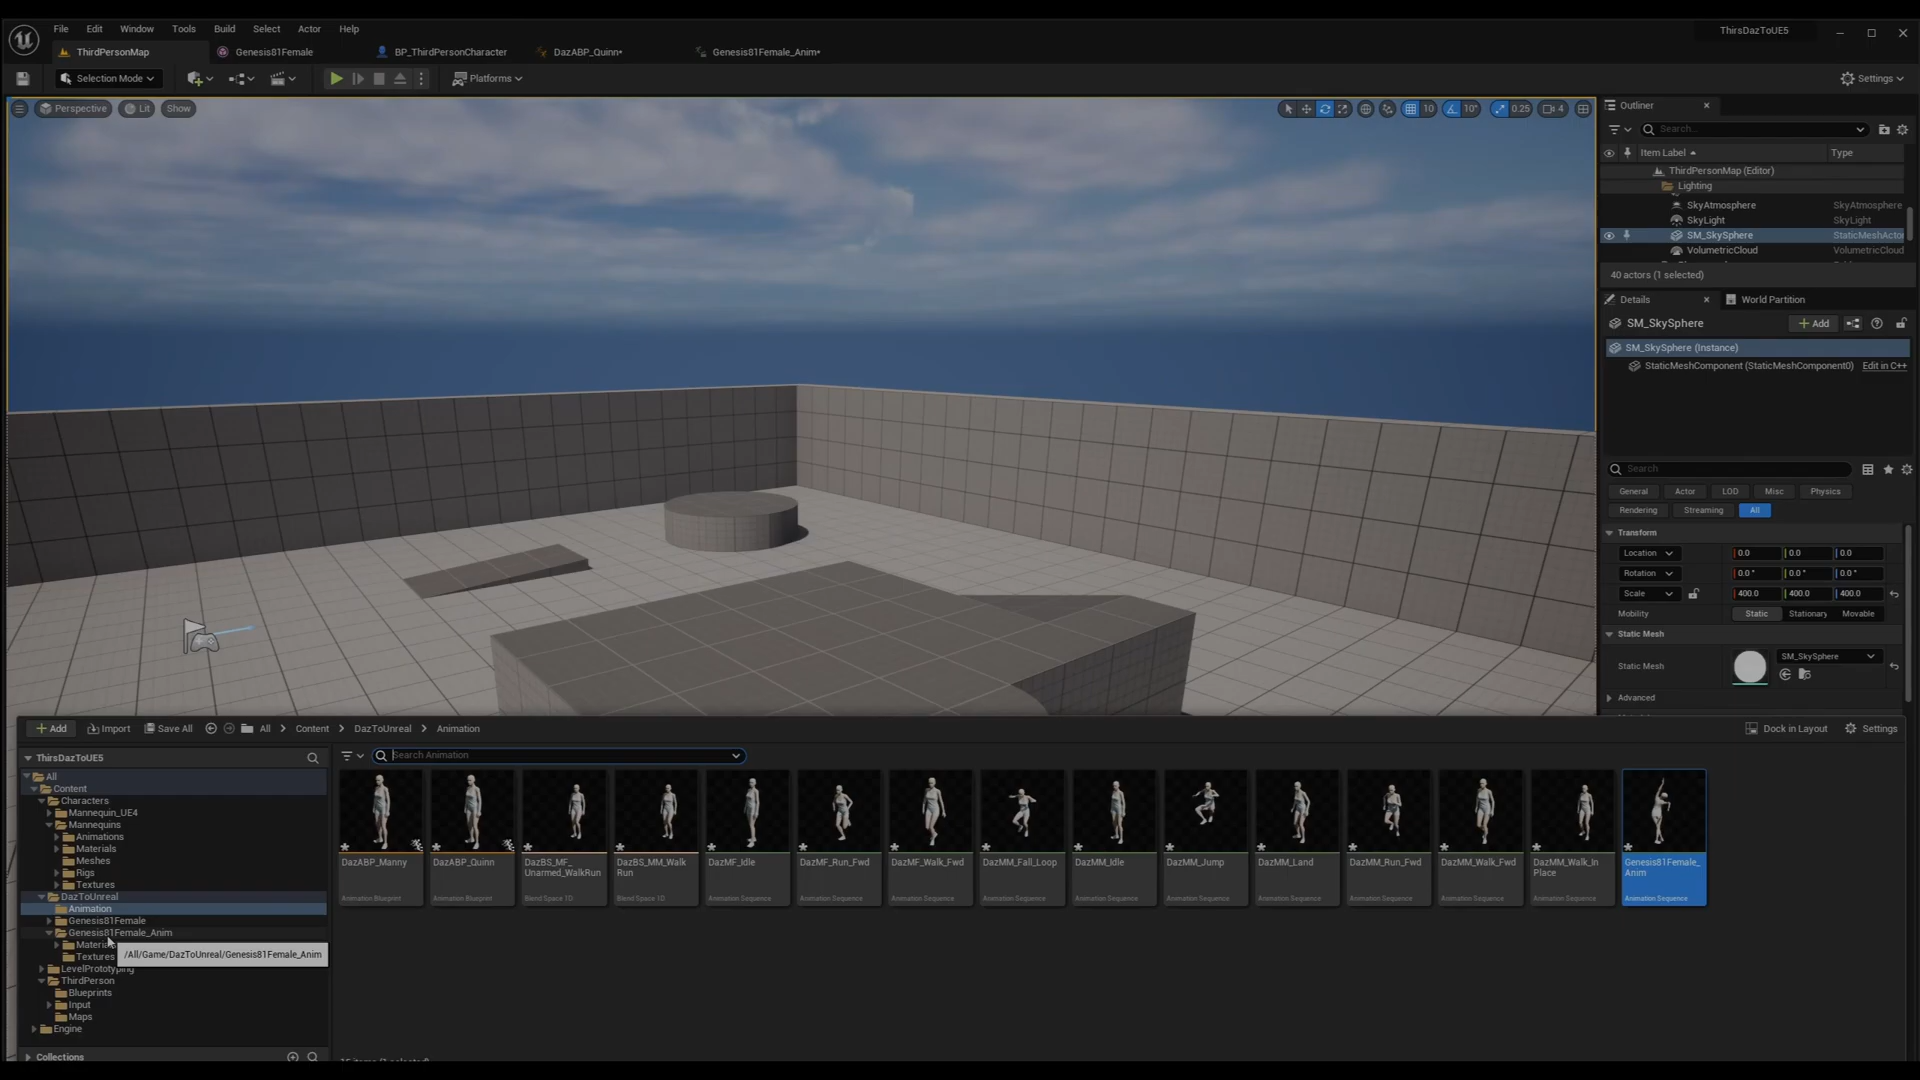 File Edit Window Tools Build Select Actor Help
ThirsDazToUE5
ThirdPersonMap Genesis81Female BP_ThirdPersonCharacter DazABP_Quinn* Genesis81Female_Anim*
Selection Mode Platforms Settings
Perspective Lit Show 10 10° 0.25 4
Outliner
Search...
Item Label Type
ThirdPersonMap (Editor)
Lighting
SkyAtmosphere SkyAtmosphere
SkyLight SkyLight
SM_SkySphere StaticMeshActor
VolumetricCloud VolumetricCloud
40 actors (1 selected)
Details World Partition
SM_SkySphere Add
SM_SkySphere (Instance)
StaticMeshComponent (StaticMeshComponent0) Edit in C++
Search
General Actor LOD Misc Physics
Rendering Streaming All
Transform
Location 0.0 0.0 0.0
Rotation 0.0 ° 0.0 ° 0.0 °
Scale 400.0 400.0 400.0
Mobility Static Stationary Movable
Static Mesh
Static Mesh SM_SkySphere
Advanced
Add Import Save All All Content DazToUnreal Animation Dock in Layout Settings
ThirsDazToUE5
Search Animation
All
Content
Characters
Mannequin_UE4
Mannequins
Animations
Materials
Meshes
Rigs
Textures
DazToUnreal
Animation
Genesis81Female
Genesis81Female_Anim
Textures
/All/Game/DazToUnreal/Genesis81Female_Anim
LevelPrototyping
ThirdPerson
Blueprints
Input
Maps
Engine
Collections
DazABP_Manny
Animation Blueprint
DazABP_Quinn
Animation Blueprint
DazBS_MF_
Unarmed_WalkRun
Blend Space 1D
DazBS_MM_Walk
Run
Blend Space 1D
DazMF_Idle
Animation Sequence
DazMF_Run_Fwd
Animation Sequence
DazMF_Walk_Fwd
Animation Sequence
DazMM_Fall_Loop
Animation Sequence
DazMM_Idle
Animation Sequence
DazMM_Jump
Animation Sequence
DazMM_Land
Animation Sequence
DazMM_Run_Fwd
Animation Sequence
DazMM_Walk_Fwd
Animation Sequence
DazMM_Walk_In
Place
Animation Sequence
Genesis81Female_
Anim
Animation Sequence